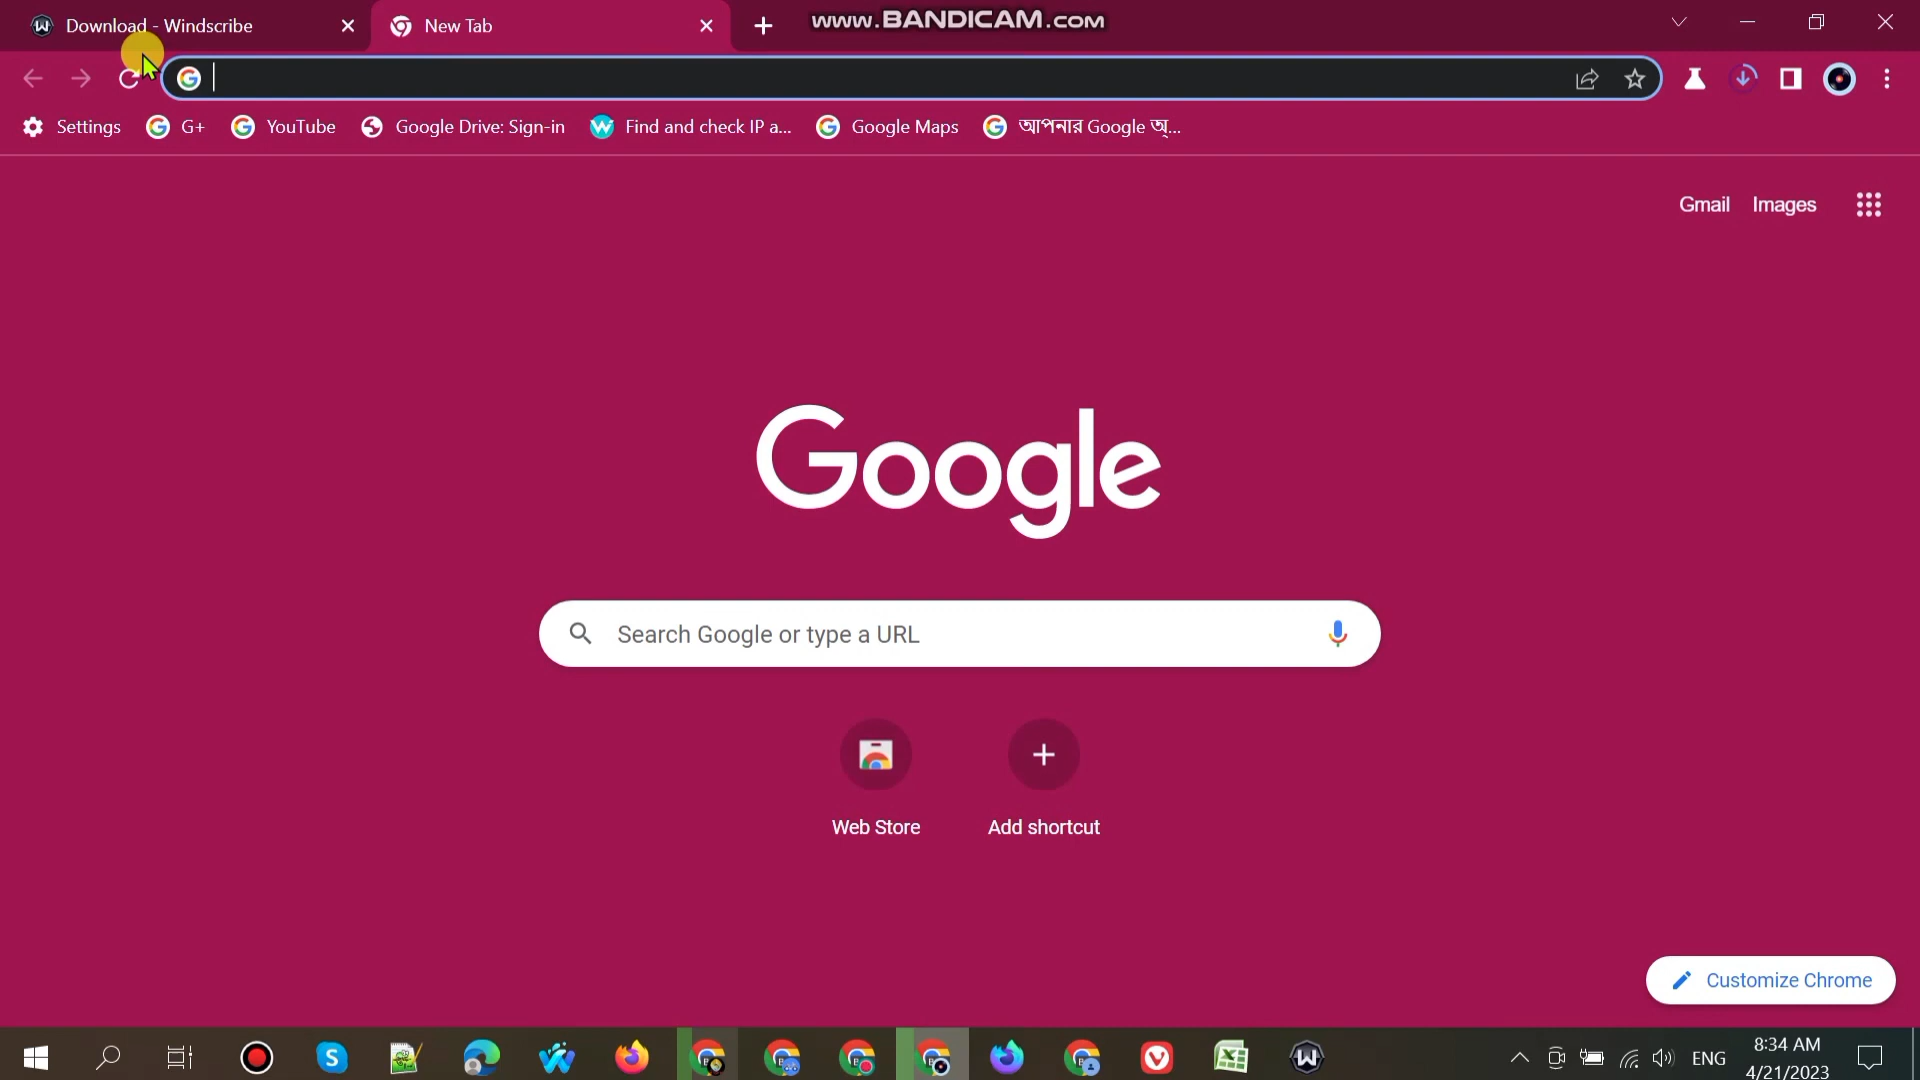 Download - Windscribe
New Tab
www.BANDICAM.com
Settings
G+
YouTube
Google Drive: Sign-in
Find and check IP a...
Google Maps
আপনার Google অ্...
Gmail
Images
Google
Search Google or type a URL
Web Store
Add shortcut
Customize Chrome
ENG
8:34 AM
4/21/2023